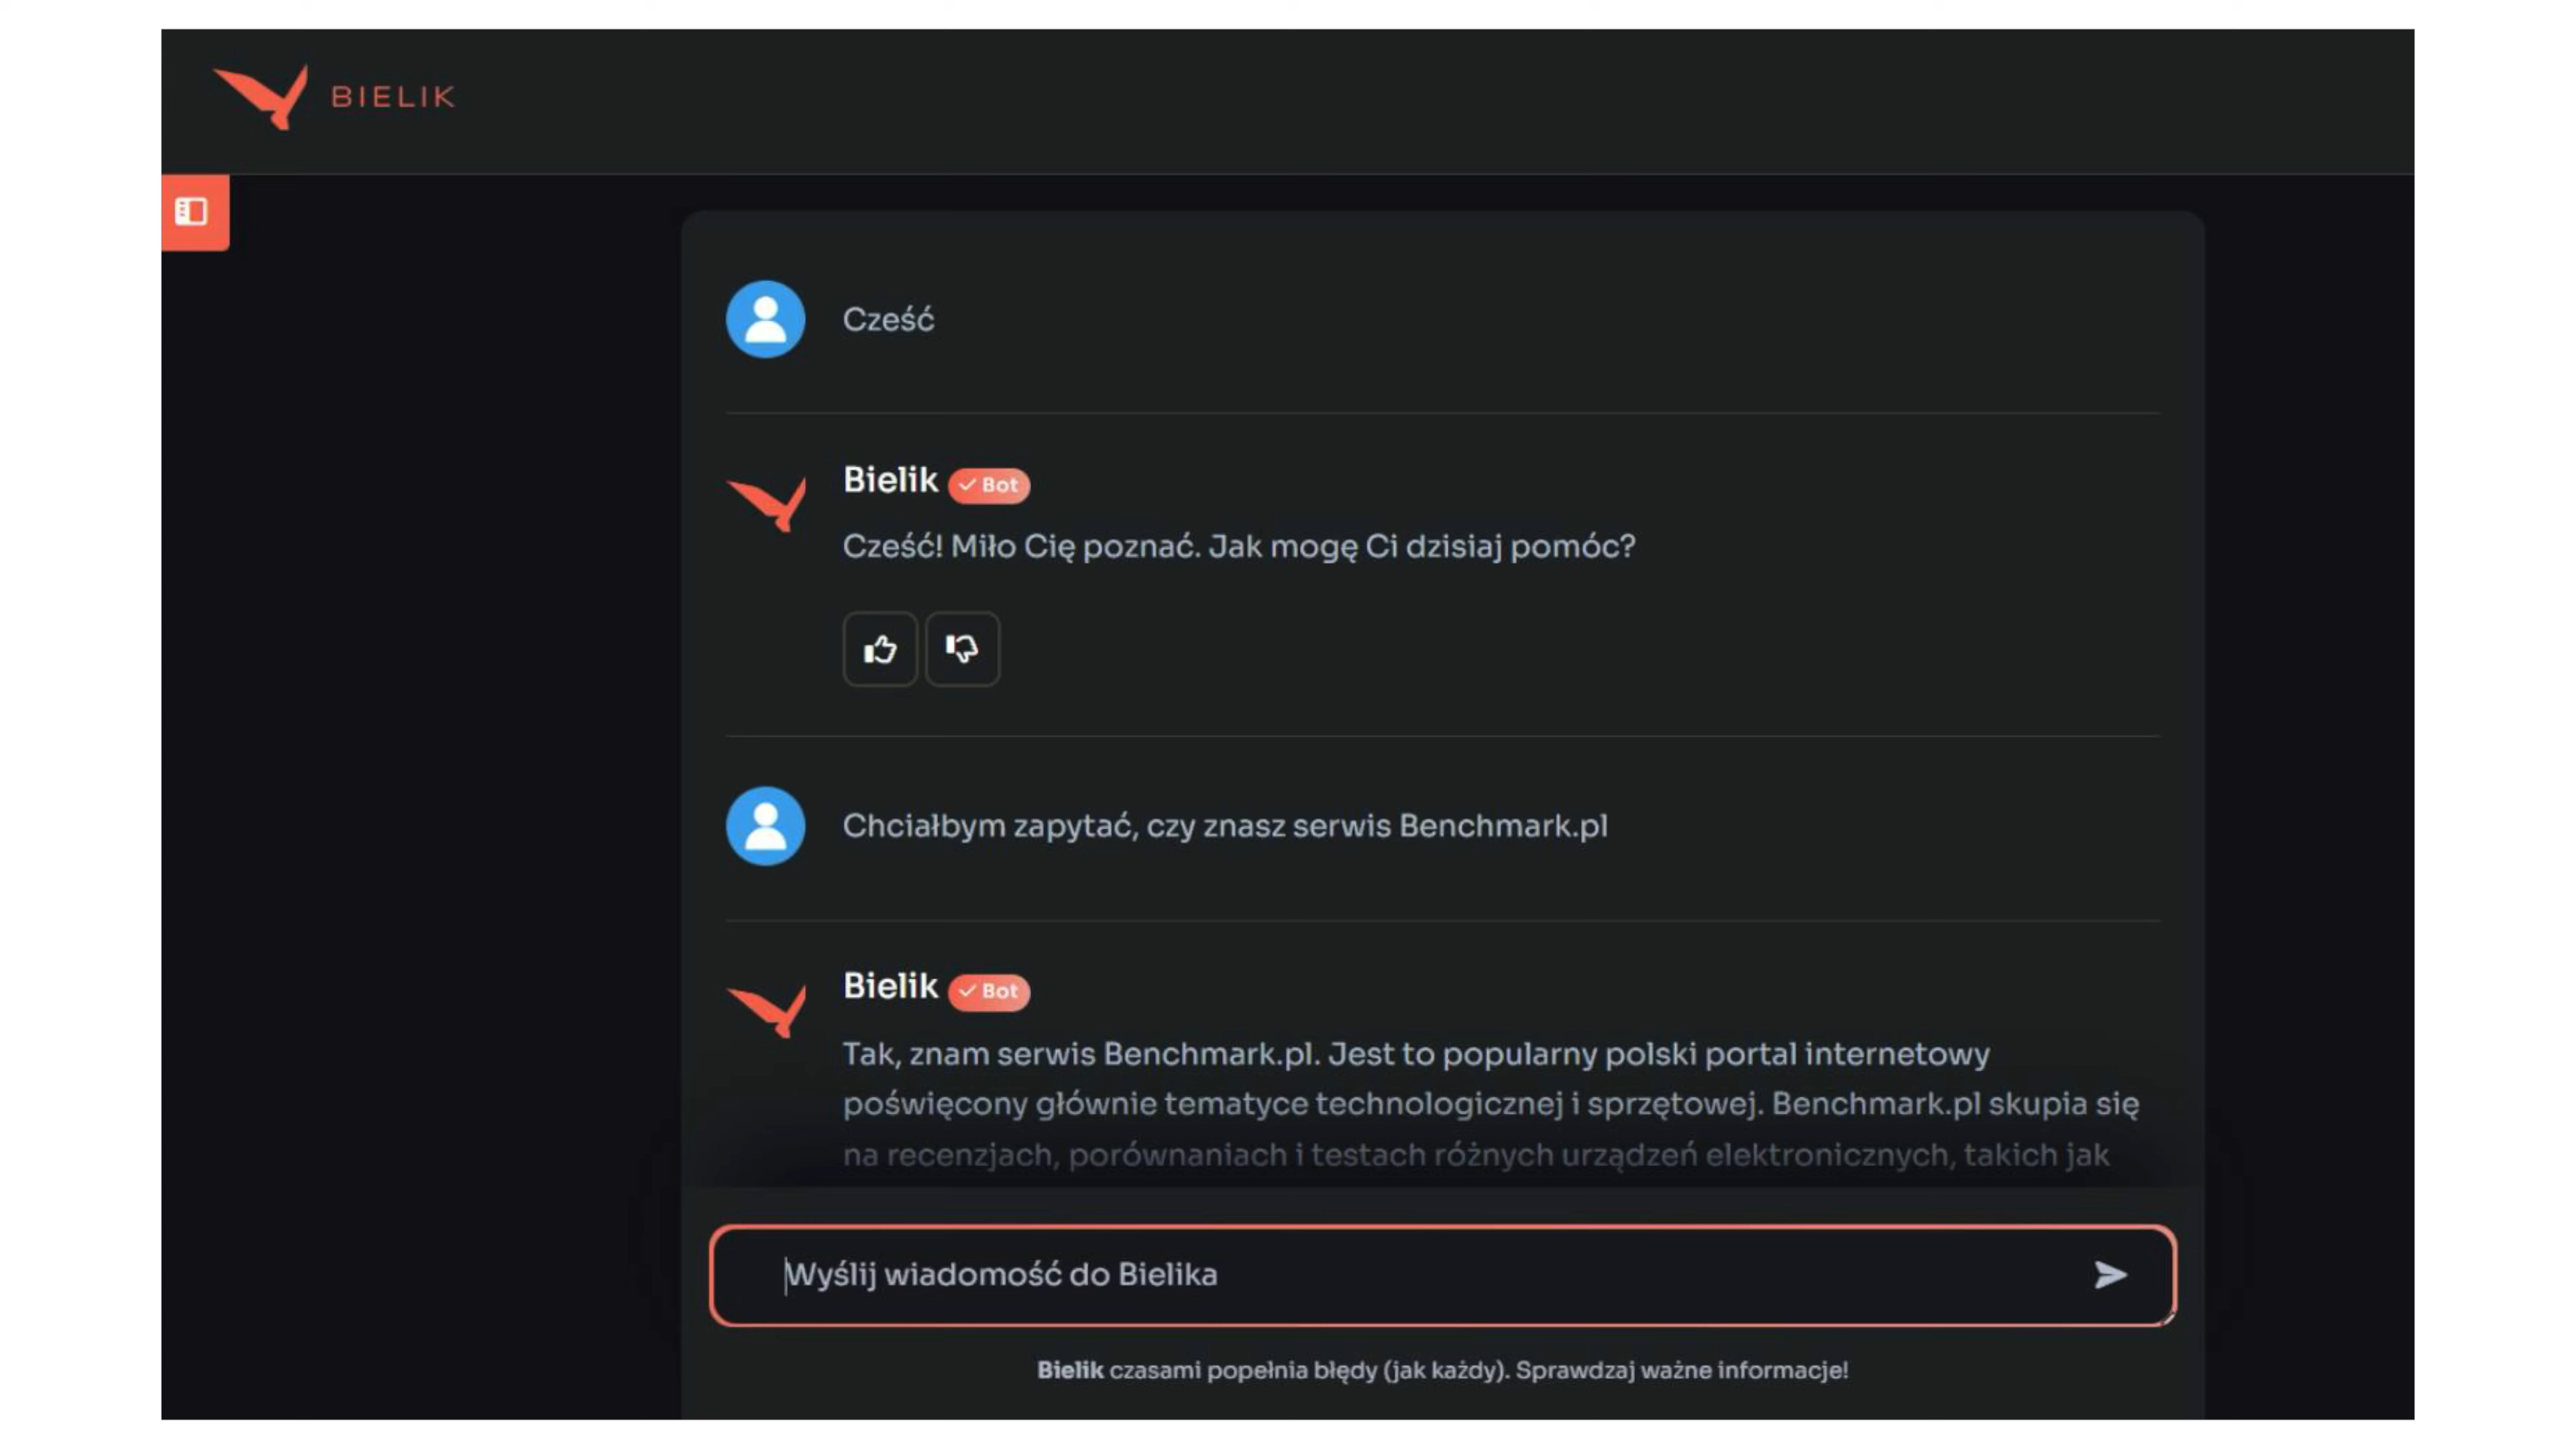 BIELIK
Cześć
Bielik Bot
Cześć! Miło Cię poznać. Jak mogę Ci dzisiaj pomóc?
Chciałbym zapytać, czy znasz serwis Benchmark.pl
Bielik Bot
Tak, znam serwis Benchmark.pl. Jest to popularny polski portal internetowy
poświęcony głównie tematyce technologicznej i sprzętowej. Benchmark.pl skupia się
na recenzjach, porównaniach i testach różnych urządzeń elektronicznych, takich jak
Wyślij wiadomość do Bielika
Bielik czasami popełnia błędy (jak każdy). Sprawdzaj ważne informacje!